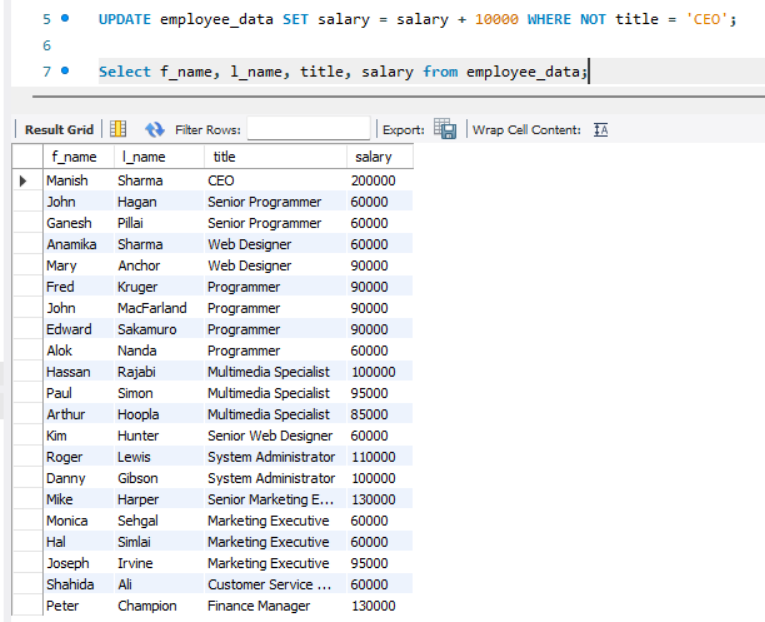 5 UPDATE employee_data SET salary = salary + 10000 WHERE NOT title = 'CEO';
6
7 Select f_name, l_name, title, salary from employee_data;
Result Grid Filter Rows: Export: Wrap Cell Content: IA
f_name l_name title salary
Manish Sharma CEO 200000
John Hagan Senior Programmer 60000
Ganesh Pillai Senior Programmer 60000
Anamika Sharma Web Designer 60000
Mary Anchor Web Designer 90000
Fred Kruger Programmer 90000
John MacFarland Programmer 90000
Edward Sakamuro Programmer 90000
Alok Nanda Programmer 60000
Hassan Rajabi Multimedia Specialist 100000
Paul Simon Multimedia Specialist 95000
Arthur Hoopla Multimedia Specialist 85000
Kim Hunter Senior Web Designer 60000
Roger Lewis System Administrator 110000
Danny Gibson System Administrator 100000
Mike Harper Senior Marketing E... 130000
Monica Sehgal Marketing Executive 60000
Hal Simlai Marketing Executive 60000
Joseph Irvine Marketing Executive 95000
Shahida Ali Customer Service ... 60000
Peter Champion Finance Manager 130000